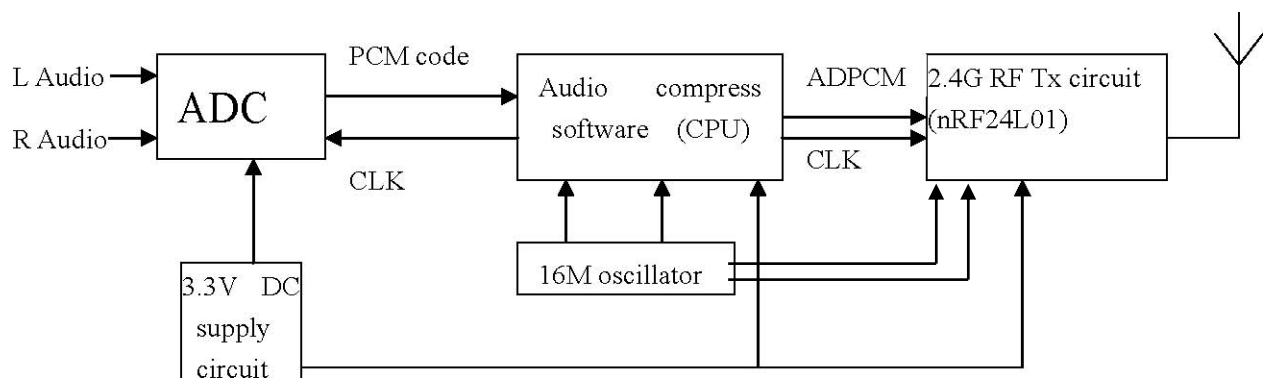 L Audio
R Audio
ADC
PCM code
CLK
Audio compress
software (CPU)
ADPCM
CLK
2.4G RF Tx circuit
(nRF24L01)
16M oscillator
3.3V DC
supply
circuit